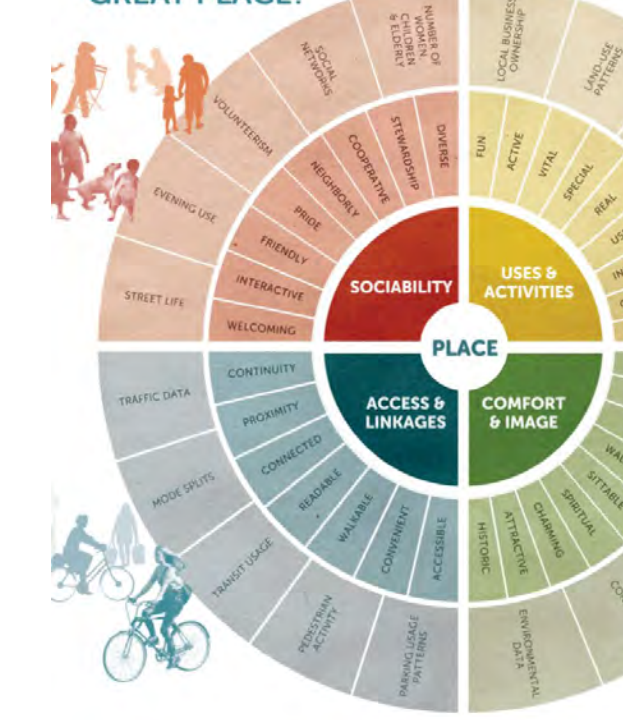 GREAT PLACE?
NUMBER OF
WOMEN,
CHILDREN
& ELDERLY
SOCIAL
NETWORKS
VOLUNTEERISM
EVENING USE
STREET LIFE
LOCAL BUSINESS
OWNERSHIP
LAND-USE
PATTERNS
DIVERSE
STEWARDSHIP
COOPERATIVE
NEIGHBORLY
PRIDE
FRIENDLY
INTERACTIVE
WELCOMING
FUN
ACTIVE
VITAL
SPECIAL
REAL
SOCIABILITY
USES &
ACTIVITIES
PLACE
ACCESS &
LINKAGES
COMFORT
& IMAGE
CONTINUITY
PROXIMITY
CONNECTED
READABLE
WALKABLE
CONVENIENT
ACCESSIBLE
SITTABLE
SPIRITUAL
CHARMING
ATTRACTIVE
HISTORIC
TRAFFIC DATA
MODE SPLITS
TRANSIT USAGE
PEDESTRIAN
ACTIVITY
PARKING USAGE
PATTERNS
ENVIRONMENTAL
DATA